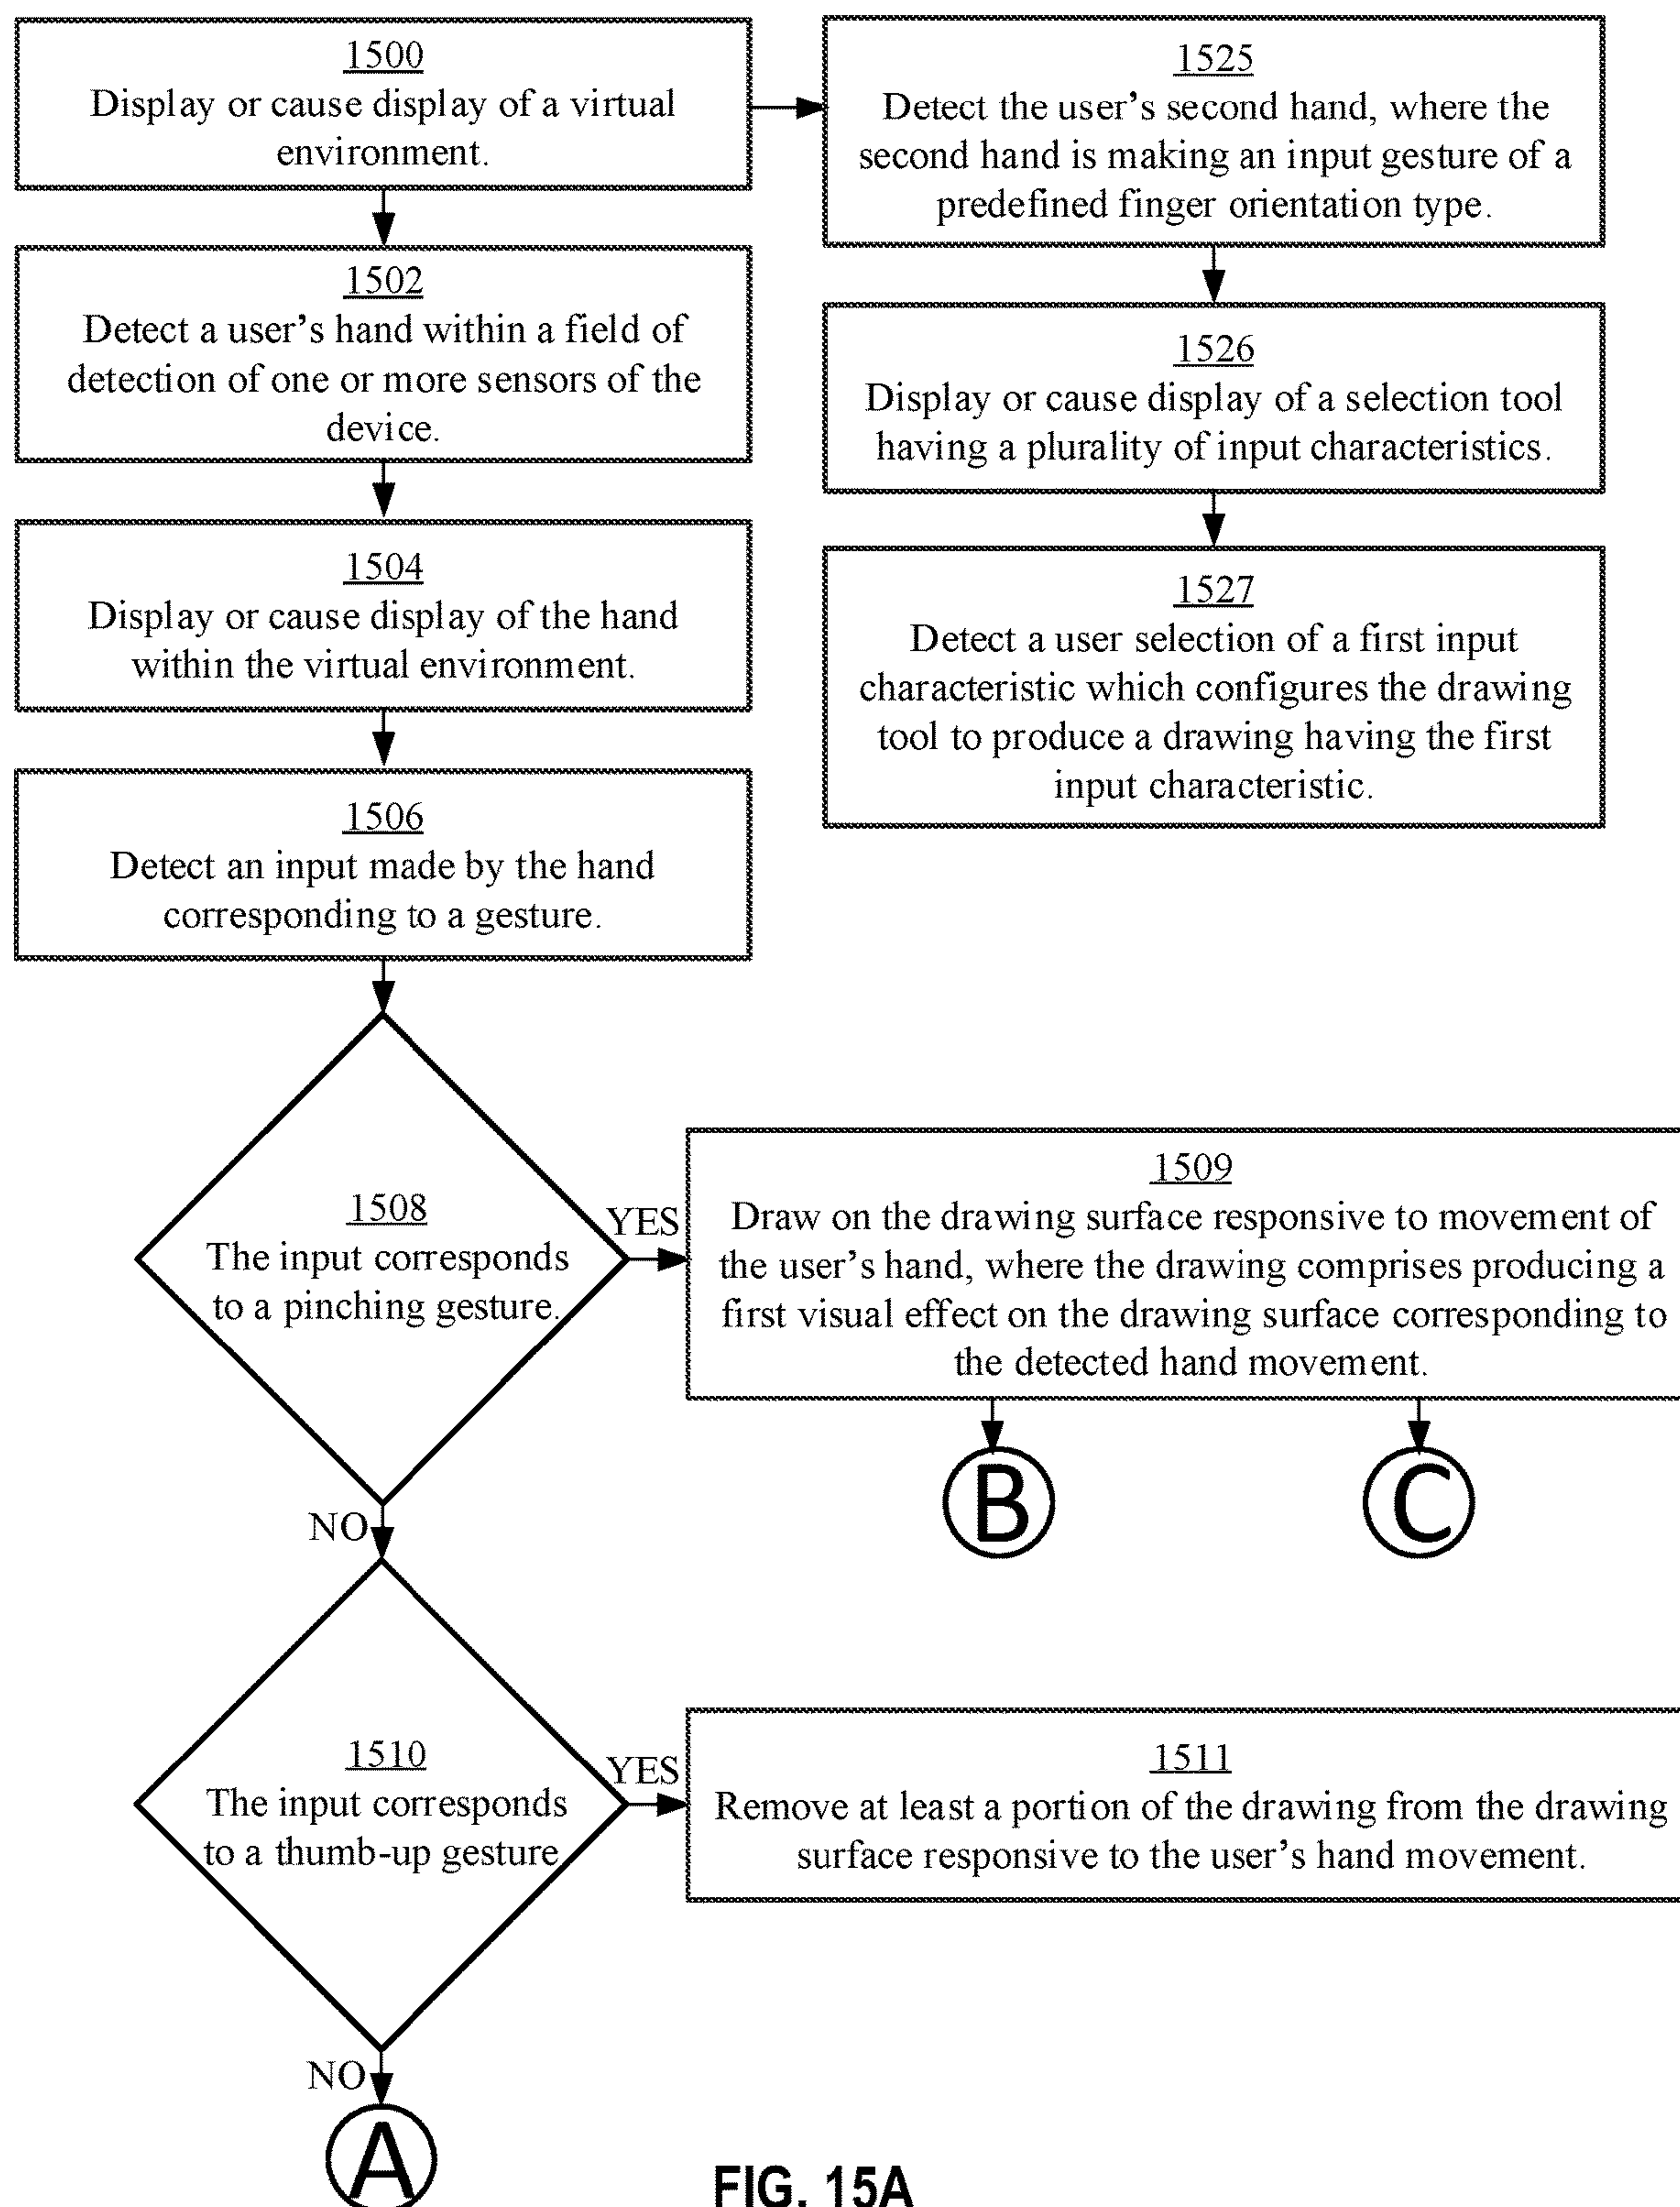 1500
Display or cause display of a virtual
environment.
1502
Detect a user's hand within a field of
detection of one or more sensors of the
device.
1504
Display or cause display of the hand
within the virtual environment.
1506
Detect an input made by the hand
corresponding to a gesture.
1525
Detect the user's second hand, where the
second hand is making an input gesture of a
predefined finger orientation type.
1526
Display or cause display of a selection tool
having a plurality of input characteristics.
1527
Detect a user selection of a first input
characteristic which configures the drawing
tool to produce a drawing having the first
input characteristic.
1508
The input corresponds
to a pinching gesture.
YES
1509
Draw on the drawing surface responsive to movement of
the user's hand, where the drawing comprises producing a
first visual effect on the drawing surface corresponding to
the detected hand movement.
B
C
NO
1510
The input corresponds
to a thumb-up gesture
YES
1511
Remove at least a portion of the drawing from the drawing
surface responsive to the user's hand movement.
NO
A
FIG. 15A